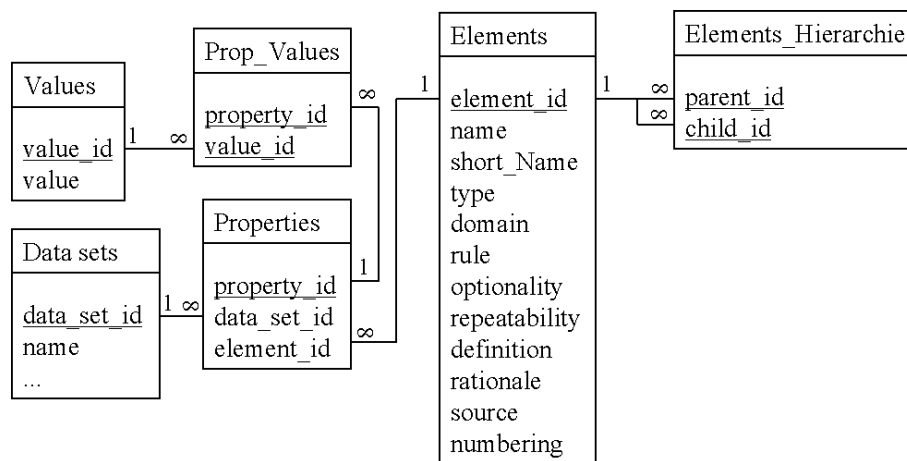 Values
value_id
value
Prop_Values
property_id
value_id
Data sets
data_set_id
name
...
Properties
property_id
data_set_id
element_id
Elements
element_id
name
short_Name
type
domain
rule
optionality
repeatability
definition
rationale
source
numbering
Elements_Hierarchie
parent_id
child_id
1
∞
∞
1
1
∞
∞
1
1
∞
∞